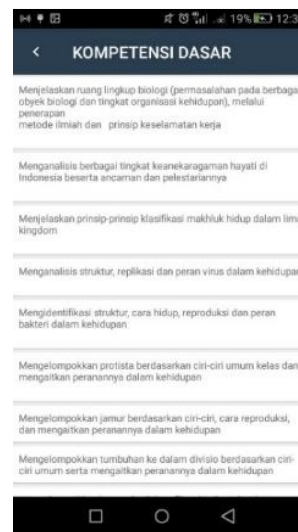 19% 12:3
KOMPETENSI DASAR
Menjelaskan ruang lingkup biologi (permasalahan pada berbaga
obyek biologi dan tingkat organisasi kehidupan), melalui
penerapan
metode ilmiah dan prinsip keselamatan kerja
Menganalisis berbagai tingkat keanekaragaman hayati di
Indonesia beserta ancaman dan pelestariannya
Menjelaskan prinsip-prinsip klasifikasi makhluk hidup dalam lim
kingdom
Menganalisis struktur, replikasi dan peran virus dalam kehidupan
Mengidentifikasi struktur, cara hidup, reproduksi dan peran
bakteri dalam kehidupan
Mengelompokkan protista berdasarkan ciri-ciri umum kelas dan
mengaitkan peranannya dalam kehidupan
Mengelompokkan jamur berdasarkan ciri-ciri, cara reproduksi,
dan mengaitkan peranannya dalam kehidupan
Mengelompokkan tumbuhan ke dalam divisio berdasarkan ciri-
ciri umum serta mengaitkan peranannya dalam kehidupan